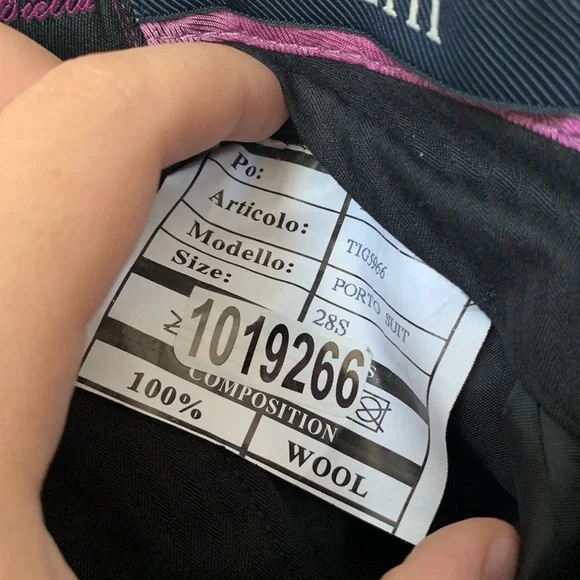 Po:
Articolo: TIG5966
Modello: PORTO SUIT
Size: 28S
1019266
COMPOSITION
100% WOOL